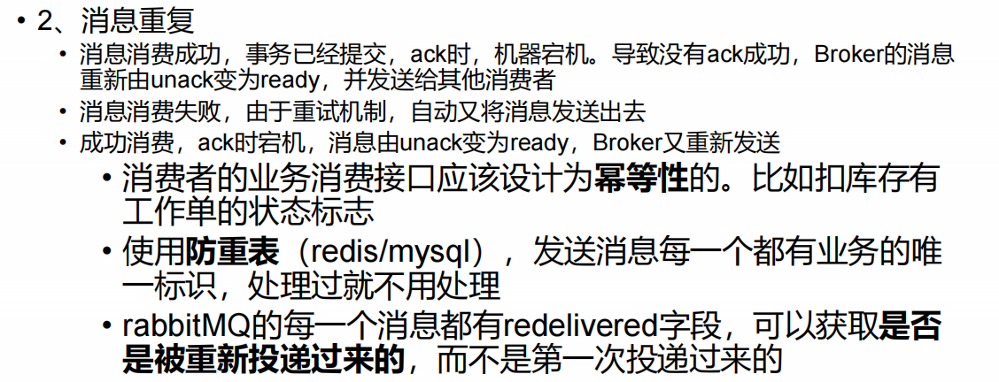 • 2、消息重复
• 消息消费成功，事务已经提交，ack时，机器宕机。导致没有ack成功，Broker的消息
重新由unack变为ready，并发送给其他消费者
• 消息消费失败，由于重试机制，自动又将消息发送出去
• 成功消费，ack时宕机，消息由unack变为ready，Broker又重新发送
• 消费者的业务消费接口应该设计为幂等性的。比如扣库存有
工作单的状态标志
• 使用防重表（redis/mysql），发送消息每一个都有业务的唯
一标识，处理过就不用处理
• rabbitMQ的每一个消息都有redelivered字段，可以获取是否
是被重新投递过来的，而不是第一次投递过来的